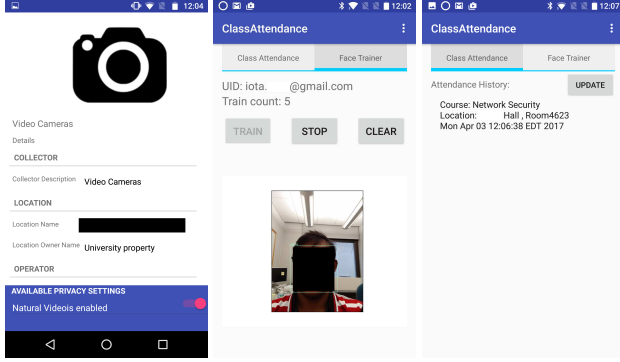 12:04
Video Cameras
Details
COLLECTOR
Collector Description Video Cameras
LOCATION
Location Name
Location Owner Name University property
OPERATOR
AVAILABLE PRIVACY SETTINGS
Natural Videois enabled
12:02
ClassAttendance
Class Attendance Face Trainer
UID: iota. @gmail.com
Train count: 5
TRAIN STOP CLEAR
12:07
ClassAttendance
Class Attendance Face Trainer
Attendance History: UPDATE
Course: Network Security
Location: Hall , Room4623
Mon Apr 03 12:06:38 EDT 2017